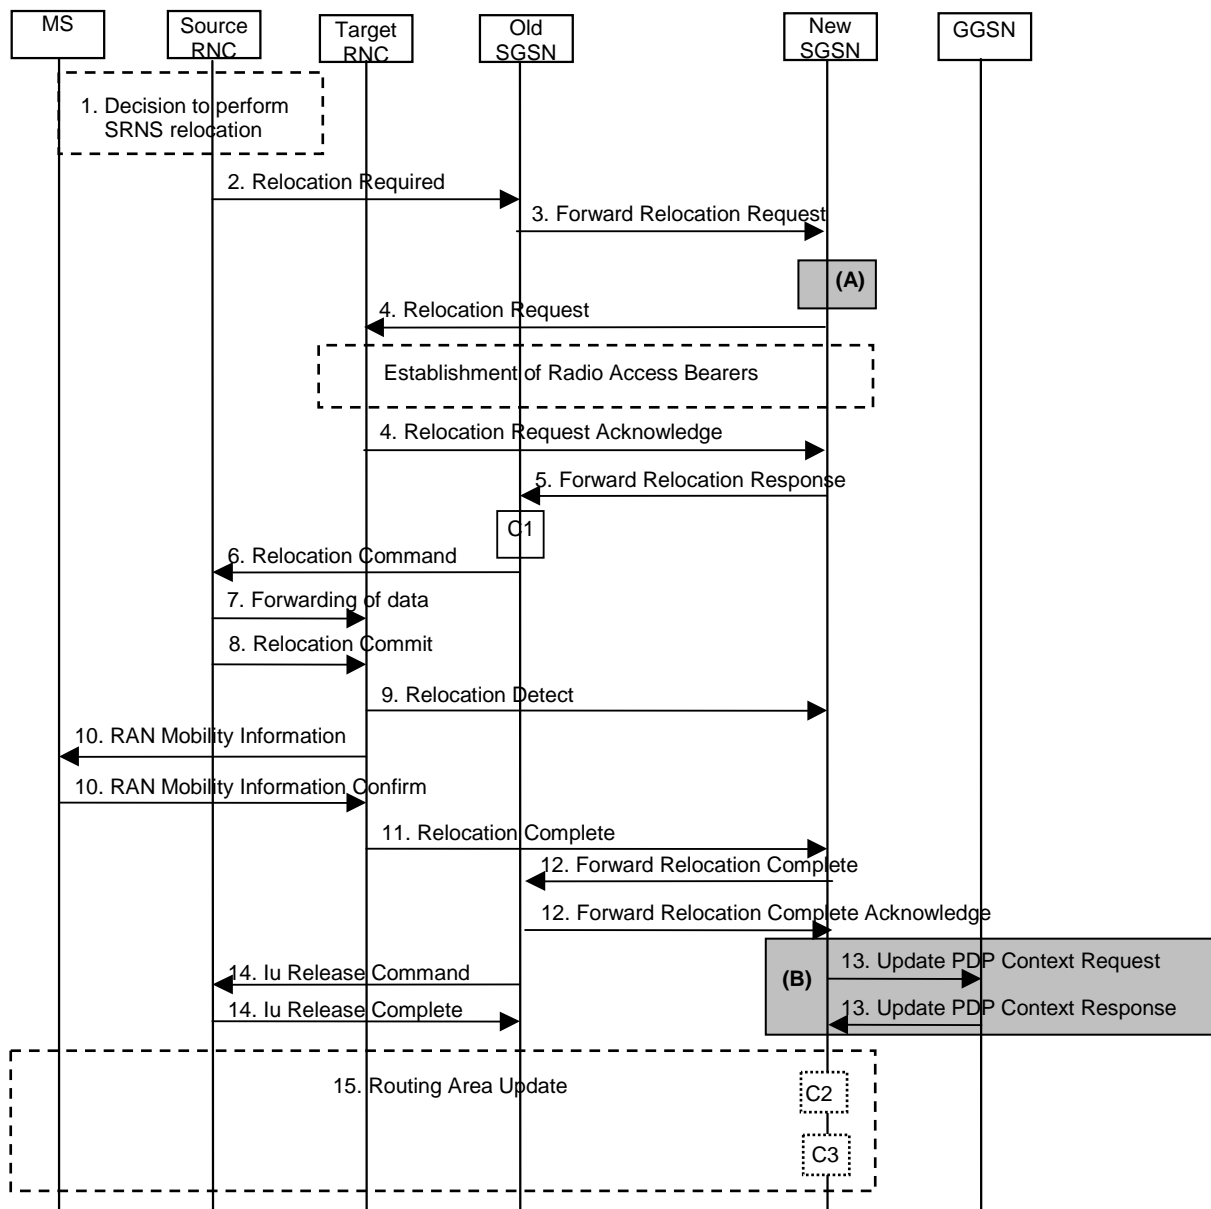 MS
Source
RNC
Target
RNC
Old
SGSN
New
SGSN
GGSN
1. Decision to perform
SRNS relocation
2. Relocation Required
3. Forward Relocation Request
(A)
4. Relocation Request
Establishment of Radio Access Bearers
4. Relocation Request Acknowledge
5. Forward Relocation Response
C1
6. Relocation Command
7. Forwarding of data
8. Relocation Commit
9. Relocation Detect
10. RAN Mobility Information
10. RAN Mobility Information Confirm
11. Relocation Complete
12. Forward Relocation Complete
12. Forward Relocation Complete Acknowledge
(B)
13. Update PDP Context Request
14. Iu Release Command
13. Update PDP Context Response
14. Iu Release Complete
15. Routing Area Update
C2
C3